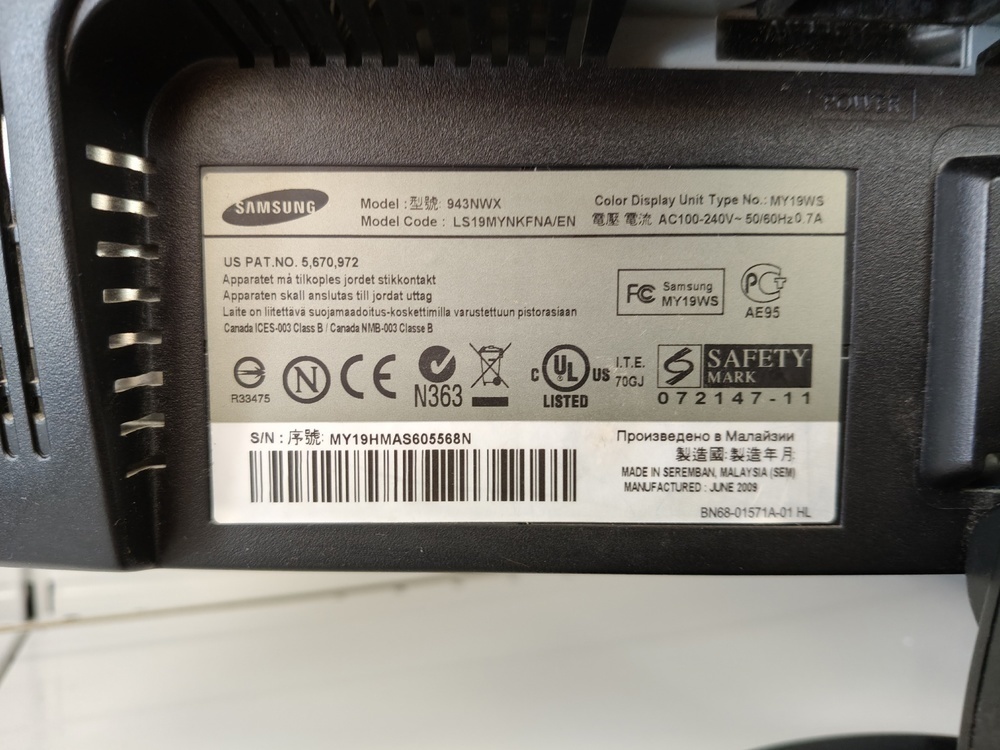 POWER
SAMSUNG
Model : 型號: 943NWX
Model Code : LS19MYNKFNA/EN
Color Display Unit Type No.: MY19WS
電壓 電流 AC100-240V~ 50/60Hz 0.7A
US PAT.NO. 5,670,972
Apparatet må tilkoples jordet stikkontakt
Apparaten skall anslutas till jordat uttag
Laite on liitettävä suojamaadoitus-koskettimilla varustettuun pistorasiaan
Canada ICES-003 Class B / Canada NMB-003 Classe B
FC Samsung
MY19WS
PCT
AE95
R33475
N
CE
N363
C UL US
LISTED
I.T.E.
70GJ
S SAFETY
MARK
072147-11
S/N : 序號: MY19HMAS605568N
Произведено в Малайзии
製造國: 製造年 月:
MADE IN SEREMBAN, MALAYSIA (SEM)
MANUFACTURED : JUNE 2009
BN68-01571A-01 HL